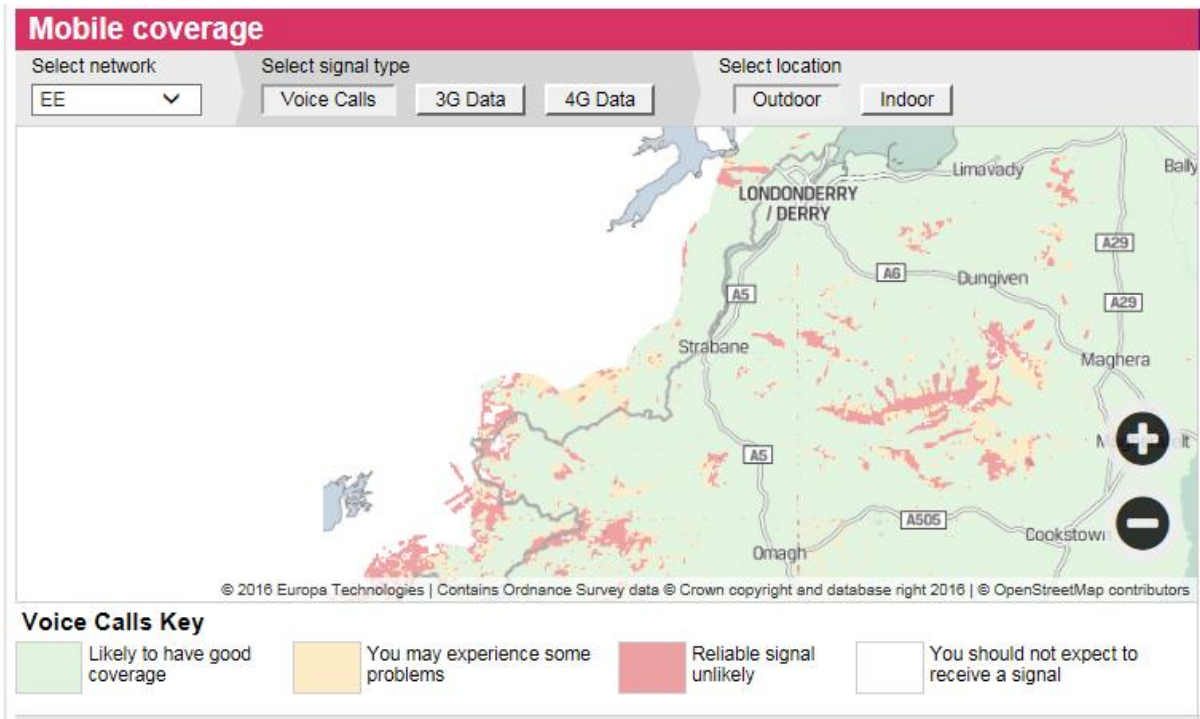 Mobile coverage
Select network
Select signal type
Select location
EE
Voice Calls
3G Data
4G Data
Outdoor
Indoor
Limavady
Bally
LONDONDERRY
/ DERRY
A29
A6
Dungiven
A5
A29
Strabane
Maghera
A5
A505
Cookstown
Omagh
© 2016 Europa Technologies | Contains Ordnance Survey data © Crown copyright and database right 2016 | © OpenStreetMap contributors
Voice Calls Key
Likely to have good
coverage
You may experience some
problems
Reliable signal
unlikely
You should not expect to
receive a signal